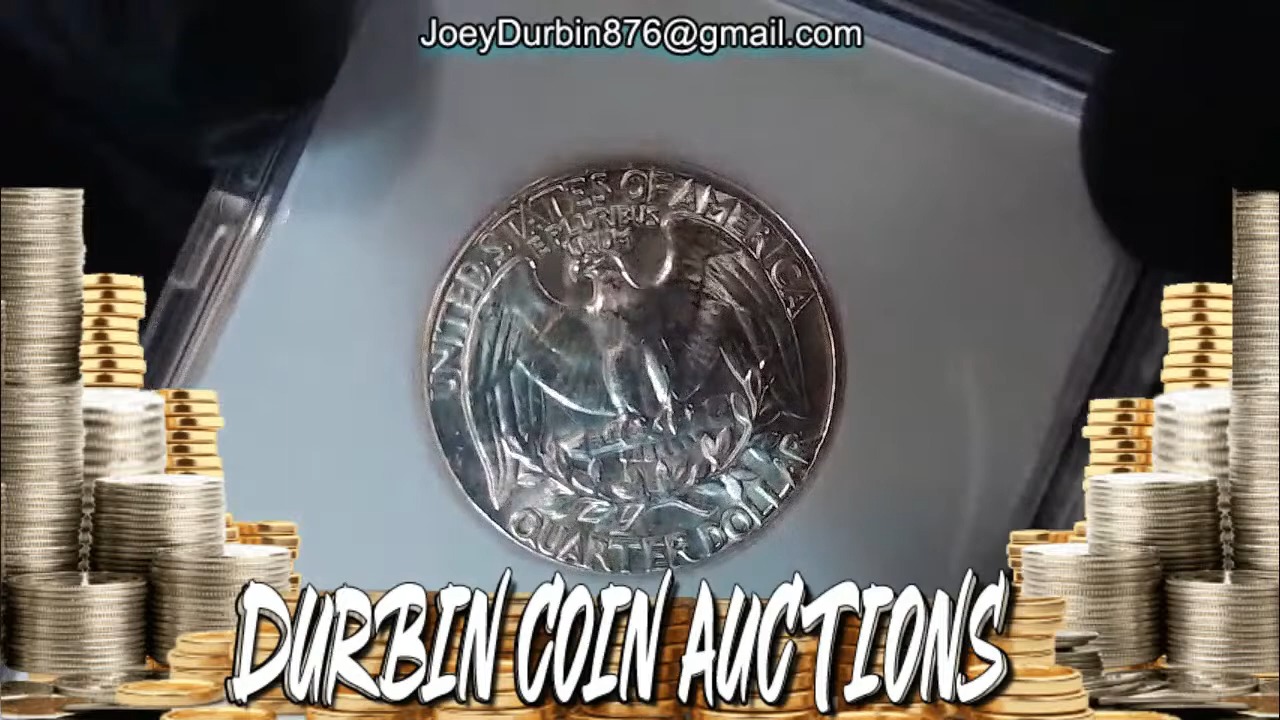 JoeyDurbin876@gmail.com
UNITED STATES OF AMERICA
E PLURIBUS
UNUM
QUARTER DOLLAR
DURBIN COIN AUCTIONS